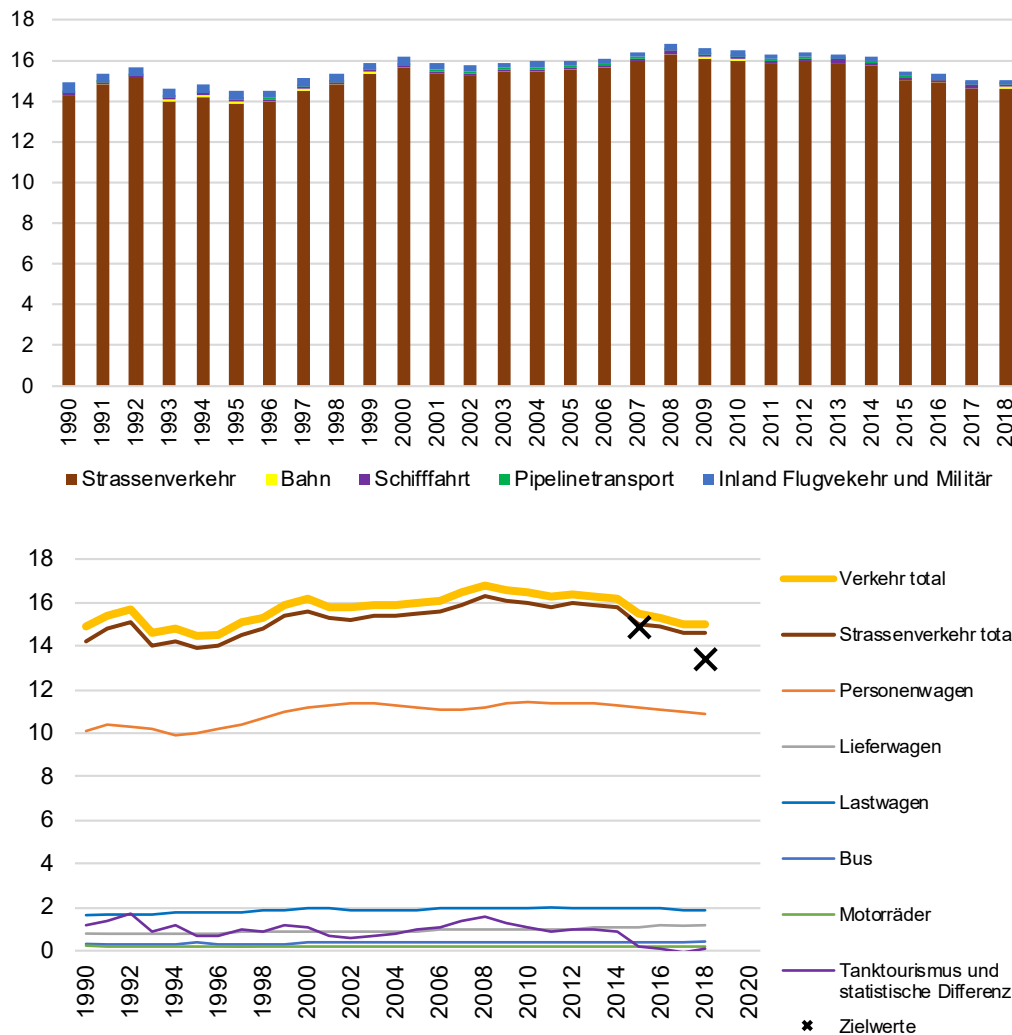 18
16
14
12
10
8
6
4
2
0
1990 1991 1992 1993 1994 1995 1996 1997 1998 1999 2000 2001 2002 2003 2004 2005 2006 2007 2008 2009 2010 2011 2012 2013 2014 2015 2016 2017 2018
Strassenverkehr Bahn Schifffahrt Pipelinetransport Inland Flugvekehr und Militär
18
16
14
12
10
8
6
4
2
0
1990 1992 1994 1996 1998 2000 2002 2004 2006 2008 2010 2012 2014 2016 2018 2020
Verkehr total
Strassenverkehr total
Personenwagen
Lieferwagen
Lastwagen
Bus
Motorräder
Tanktourismus und
statistische Differenz
Zielwerte